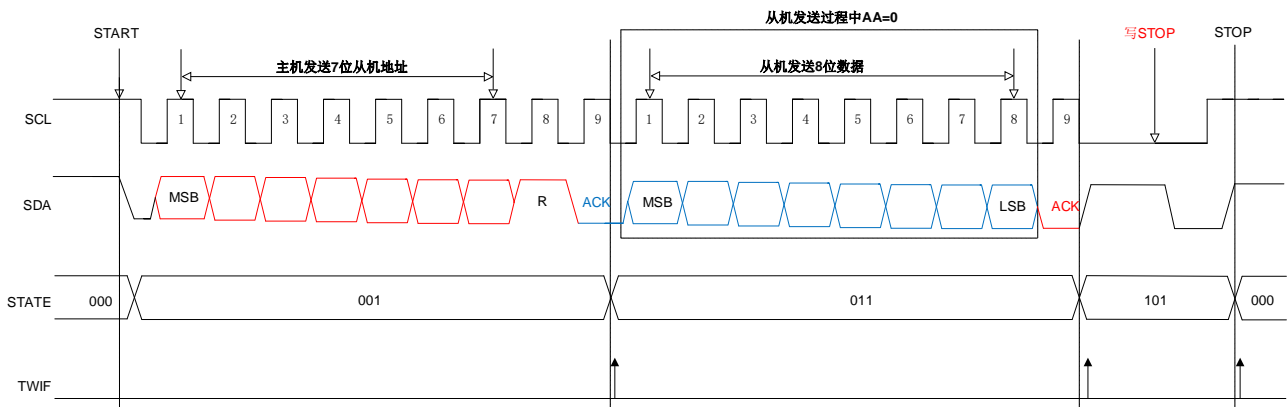 从机发送过程中AA=0
START
写STOP
STOP
主机发送7位从机地址
从机发送8位数据
SCL
1 2 3 4 5 6 7 8 9 1 2 3 4 5 6 7 8 9
SDA
MSB R ACK MSB LSB ACK
STATE 000 001 011 101 000
TWIF